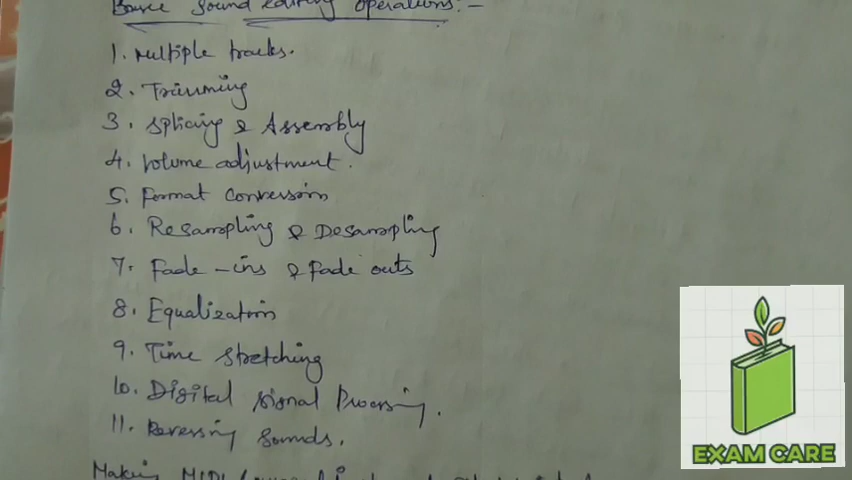 Basic Sound editing operations:-
1. Multiple tracks.
2. Trimming
3. Splicing & Assembly
4. Volume adjustment.
5. Format conversion
6. Resampling & Desampling
7. Fade-ins & Fade outs
8. Equalization
9. Time stretching
10. Digital signal Processing.
11. Reversing sounds.
Making MIDI
EXAM CARE